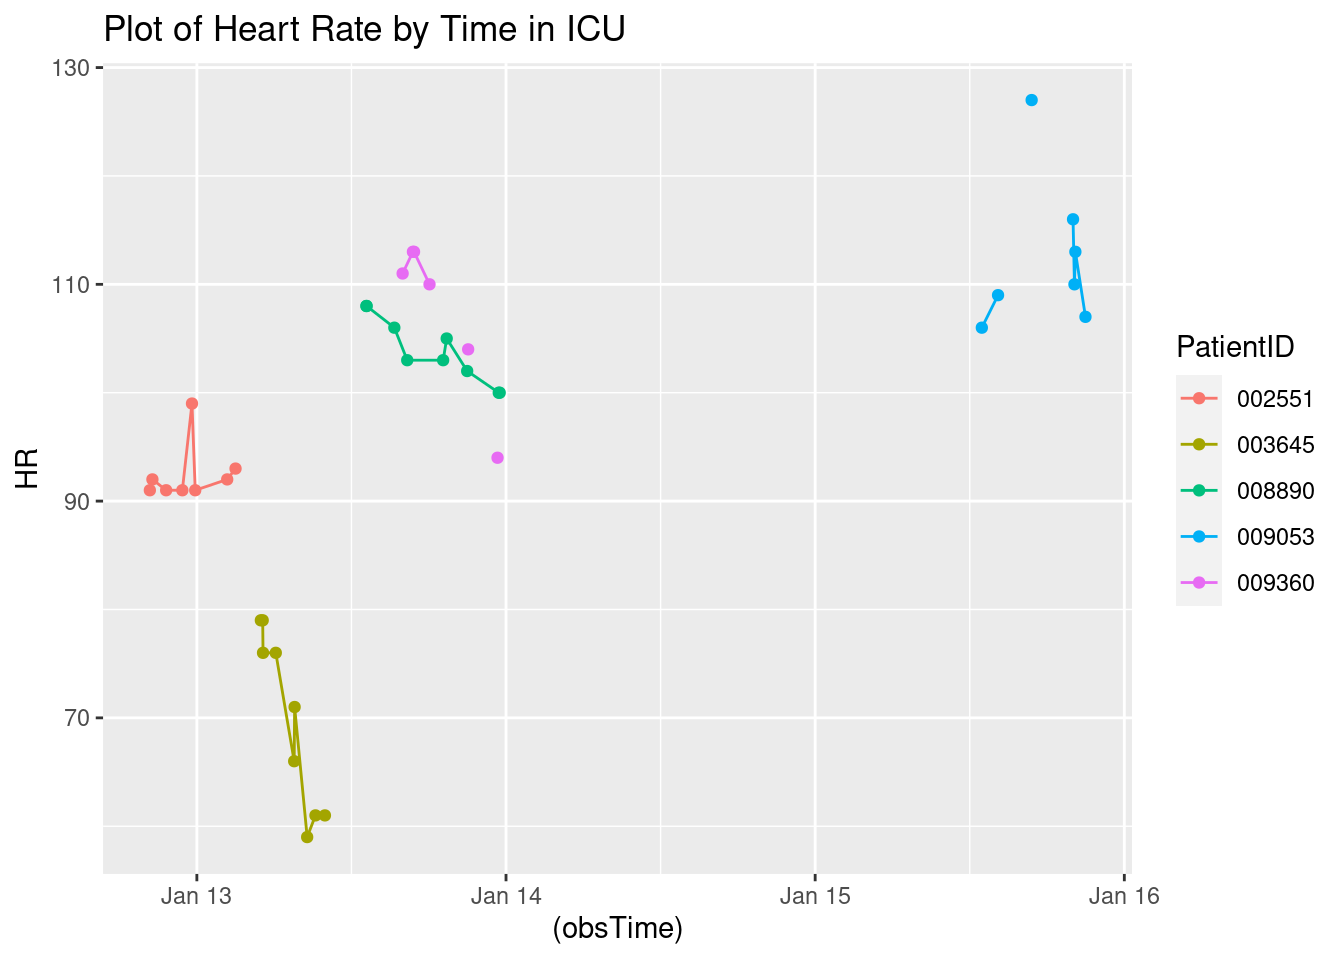 Plot of Heart Rate by Time in ICU
130
110
90
70
HR
Jan 13
Jan 14
Jan 15
Jan 16
(obsTime)
PatientID
002551
003645
008890
009053
009360